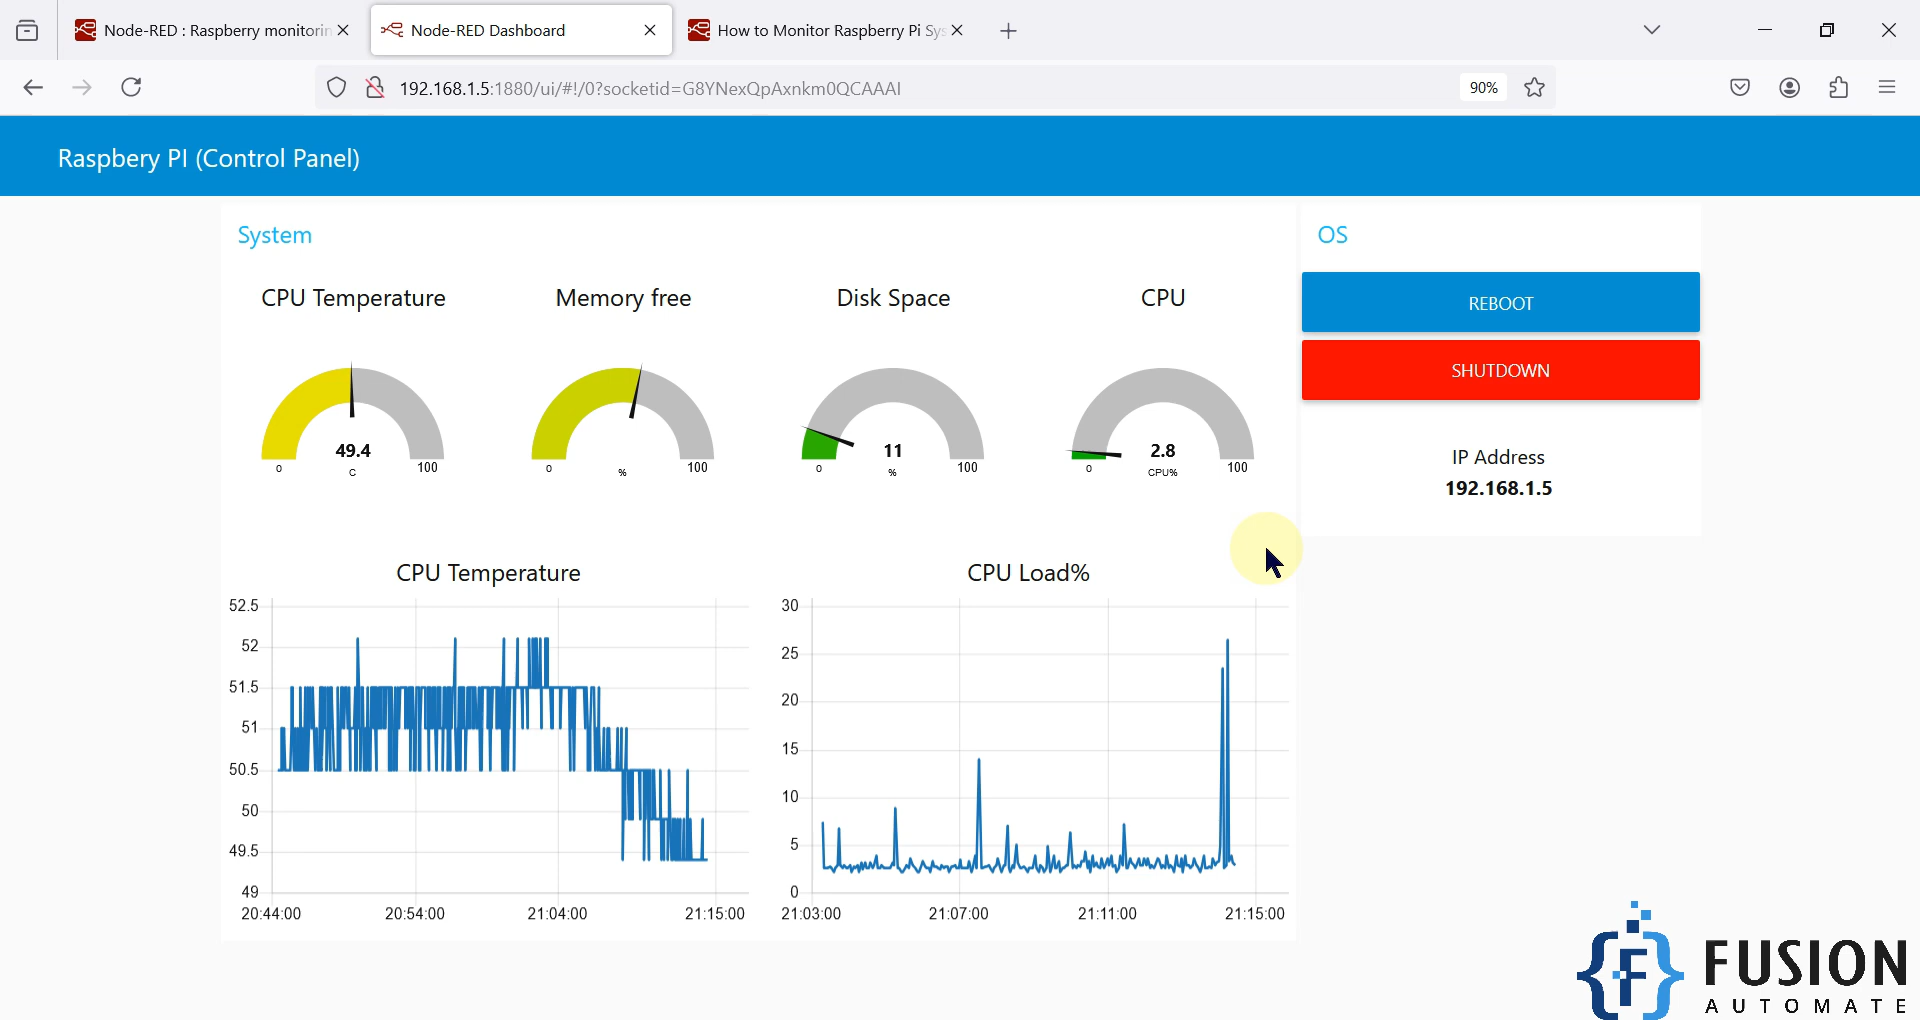 Node-RED : Raspberry monitorin
Node-RED Dashboard
How to Monitor Raspberry Pi Sys
192.168.1.5:1880/ui/#!/0?socketid=G8YNexQpAxnkm0QCAAAI
90%
Raspbery PI (Control Panel)
System
CPU Temperature
Memory free
Disk Space
CPU
49.4
0
C
100
0
%
100
11
0
%
100
2.8
0
CPU%
100
OS
REBOOT
SHUTDOWN
IP Address
192.168.1.5
CPU Temperature
52.5
52
51.5
51
50.5
50
49.5
49
20:44:00
20:54:00
21:04:00
21:15:00
CPU Load%
30
25
20
15
10
5
0
21:03:00
21:07:00
21:11:00
21:15:00
F
FUSION
AUTOMATE